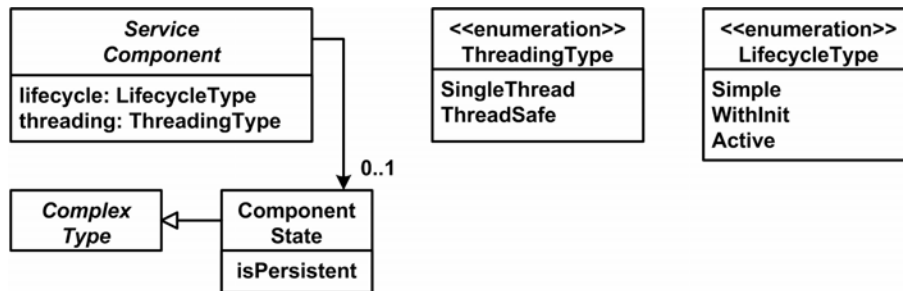 Service
Component
lifecycle: LifecycleType
threading: ThreadingType
<<enumeration>>
ThreadingType
SingleThread
ThreadSafe
<<enumeration>>
LifecycleType
Simple
WithInit
Active
0..1
Complex
Type
Component
State
isPersistent